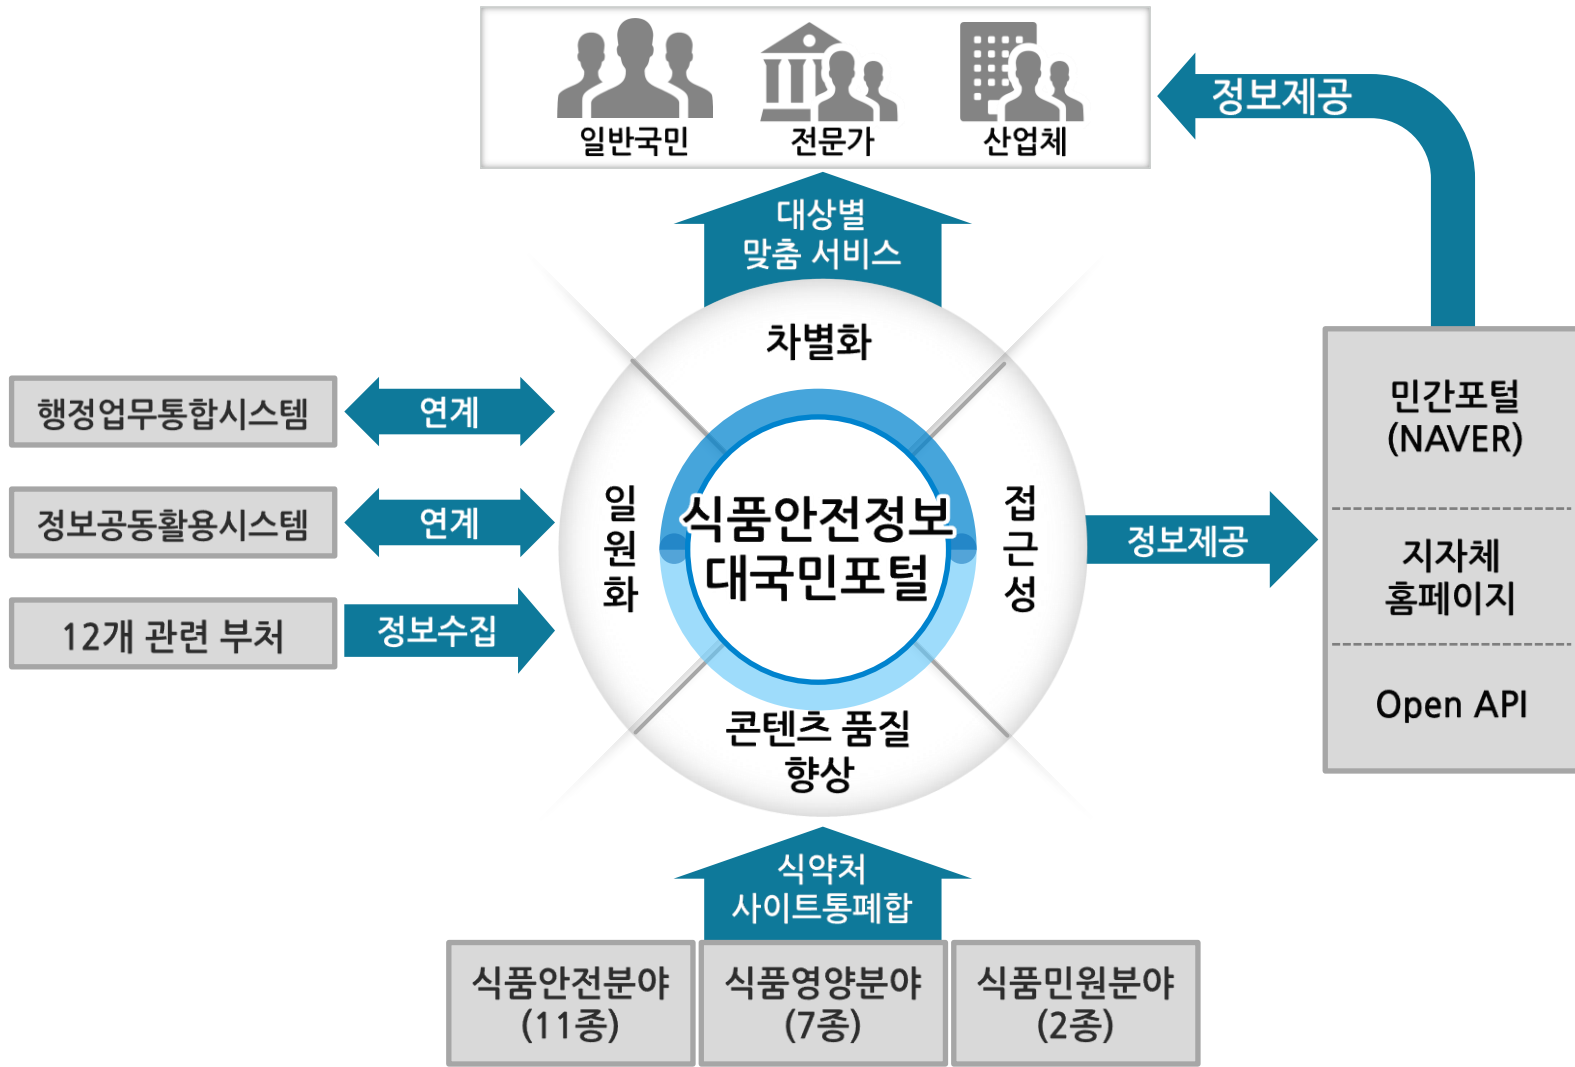 일반국민
전문가
산업체
정보제공
대상별
맞춤 서비스
차별화
행정업무통합시스템
연계
정보공동활용시스템
연계
12개 관련 부처
정보수집
일
원
화
식품안전정보
대국민포털
접
근
성
정보제공
민간포털
(NAVER)
지자체
홈페이지
Open API
콘텐츠 품질
향상
식약처
사이트통폐합
식품안전분야
(11종)
식품영양분야
(7종)
식품민원분야
(2종)